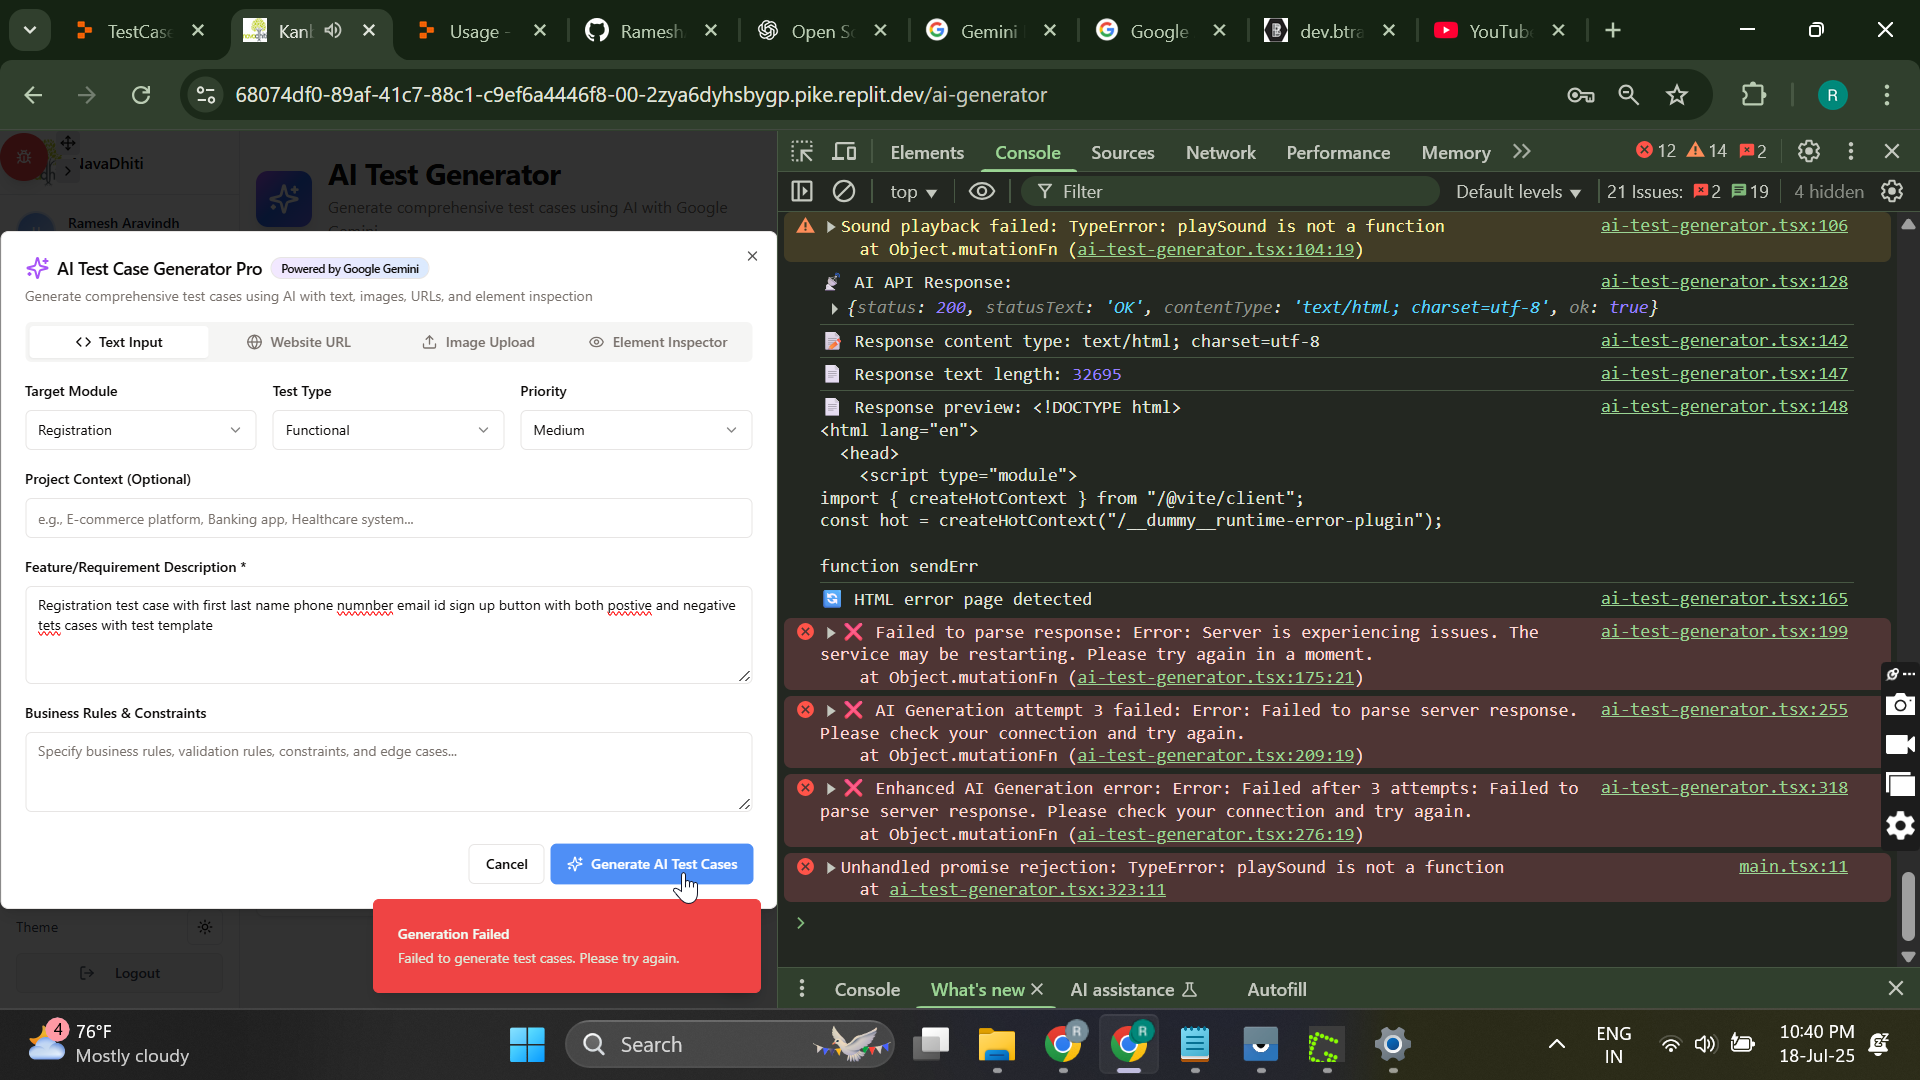 TestCase
Kanl
Usage -
Ramesh
Open So
Gemini
Google
dev.btra
YouTub
68074df0-89af-41c7-88c1-c9ef6a4446f8-00-2zya6dyhsbygp.pike.replit.dev/ai-generator
R
NavaDhiti
AI Test Generator
Generate comprehensive test cases using AI with Google
Ramesh Aravindh
AI Test Case Generator Pro
Powered by Google Gemini
Generate comprehensive test cases using AI with text, images, URLs, and element inspection
Text Input
Website URL
Image Upload
Element Inspector
Target Module
Test Type
Priority
Registration
Functional
Medium
Project Context (Optional)
e.g., E-commerce platform, Banking app, Healthcare system...
Feature/Requirement Description *
Registration test case with first last name phone numnber email id sign up button with both postive and negative
tets cases with test template
Business Rules & Constraints
Specify business rules, validation rules, constraints, and edge cases...
Cancel
Generate AI Test Cases
Generation Failed
Failed to generate test cases. Please try again.
Theme
Logout
Elements
Console
Sources
Network
Performance
Memory
12
14
2
top
Filter
Default levels
21 Issues:
2
19
4 hidden
Sound playback failed: TypeError: playSound is not a function
ai-test-generator.tsx:106
at Object.mutationFn (ai-test-generator.tsx:104:19)
AI API Response:
ai-test-generator.tsx:128
{status: 200, statusText: 'OK', contentType: 'text/html; charset=utf-8', ok: true}
Response content type: text/html; charset=utf-8
ai-test-generator.tsx:142
Response text length: 32695
ai-test-generator.tsx:147
Response preview: <!DOCTYPE html>
ai-test-generator.tsx:148
<html lang="en">
<head>
<script type="module">
import { createHotContext } from "/@vite/client";
const hot = createHotContext("/__dummy__runtime-error-plugin");
function sendErr
HTML error page detected
ai-test-generator.tsx:165
Failed to parse response: Error: Server is experiencing issues. The
ai-test-generator.tsx:199
service may be restarting. Please try again in a moment.
at Object.mutationFn (ai-test-generator.tsx:175:21)
AI Generation attempt 3 failed: Error: Failed to parse server response.
ai-test-generator.tsx:255
Please check your connection and try again.
at Object.mutationFn (ai-test-generator.tsx:209:19)
Enhanced AI Generation error: Error: Failed after 3 attempts: Failed to
ai-test-generator.tsx:318
parse server response. Please check your connection and try again.
at Object.mutationFn (ai-test-generator.tsx:276:19)
Unhandled promise rejection: TypeError: playSound is not a function
main.tsx:11
at ai-test-generator.tsx:323:11
Console
What's new
AI assistance
Autofill
4
76°F
Mostly cloudy
Search
R
R
ENG
IN
10:40 PM
18-Jul-25